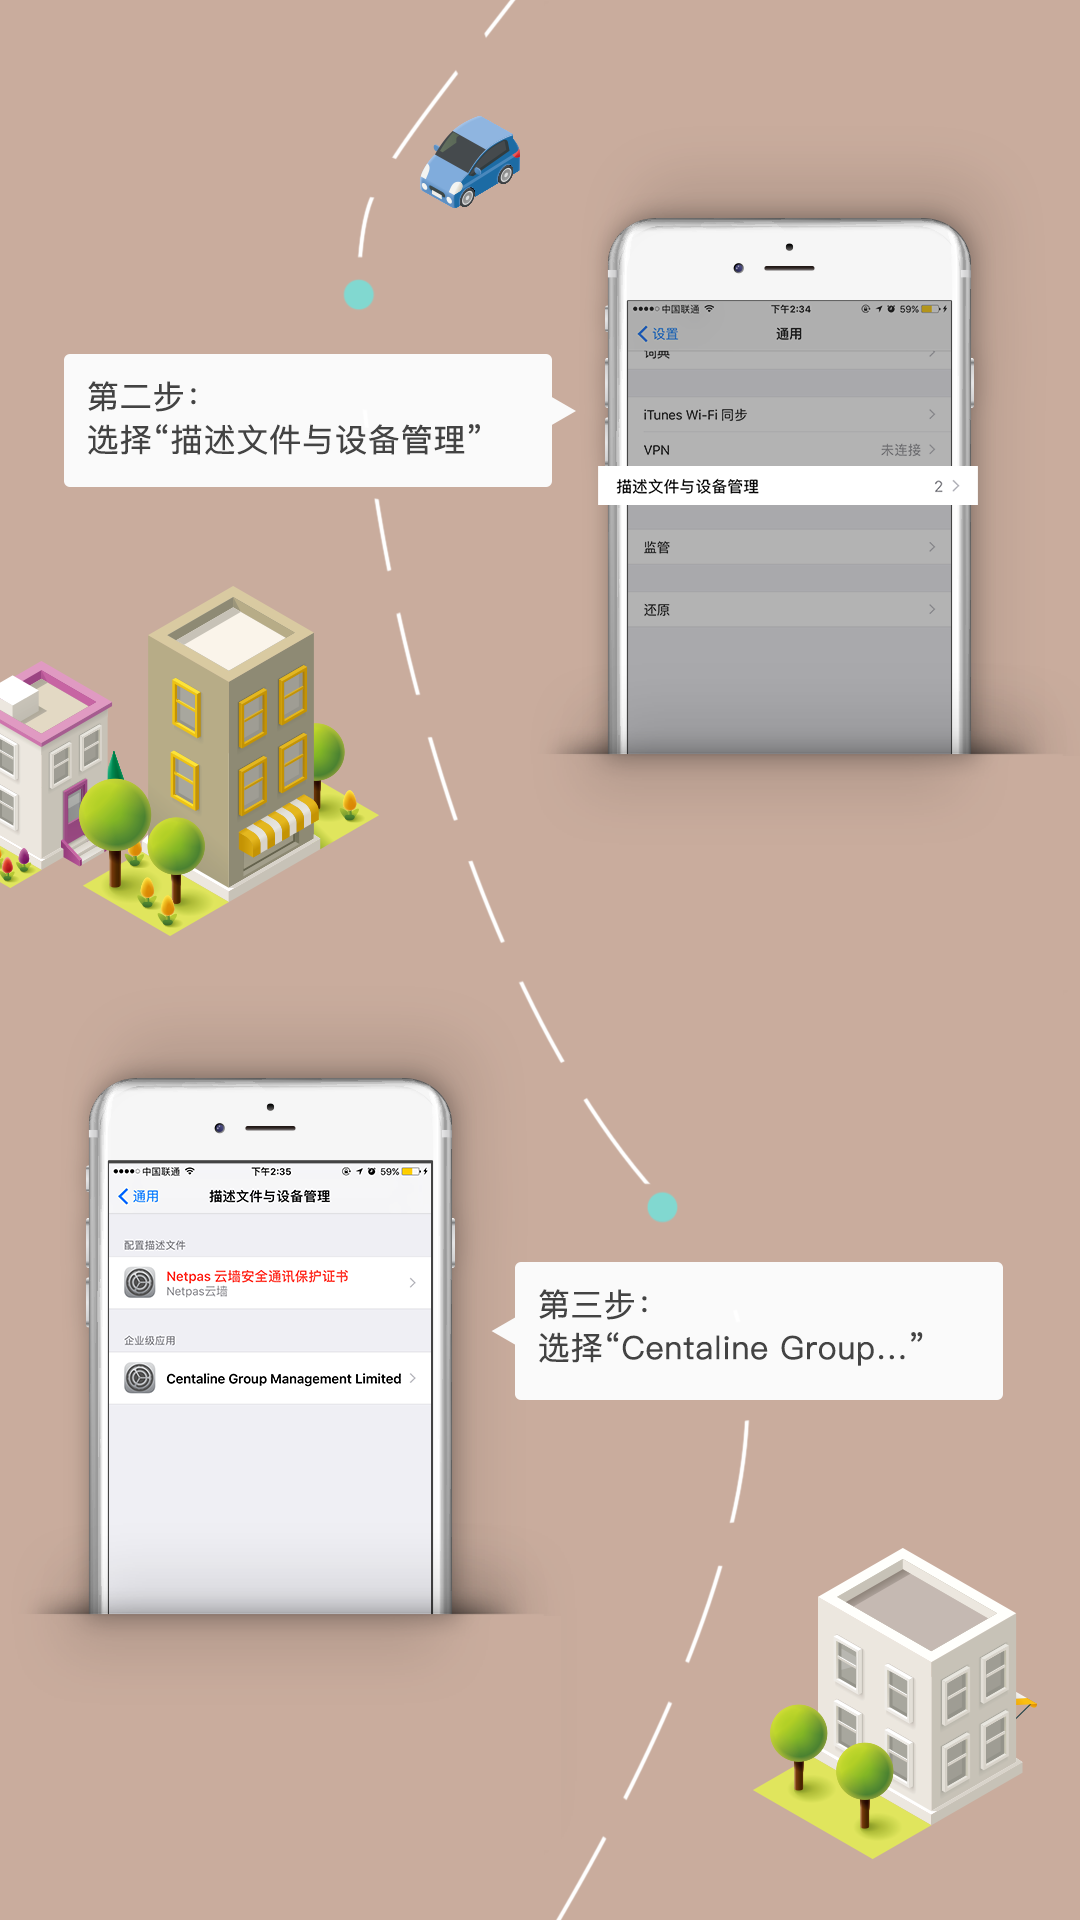 中国联通
下午2:34
59%
设置
通用
词典
第二步：
选择“描述文件与设备管理”
iTunes Wi-Fi 同步
VPN
未连接
描述文件与设备管理
2
监管
还原
中国联通
下午2:35
59%
通用
描述文件与设备管理
配置描述文件
Netpas 云墙安全通讯保护证书
Netpas云墙
企业级应用
Centaline Group Management Limited
第三步：
选择“Centaline Group...”